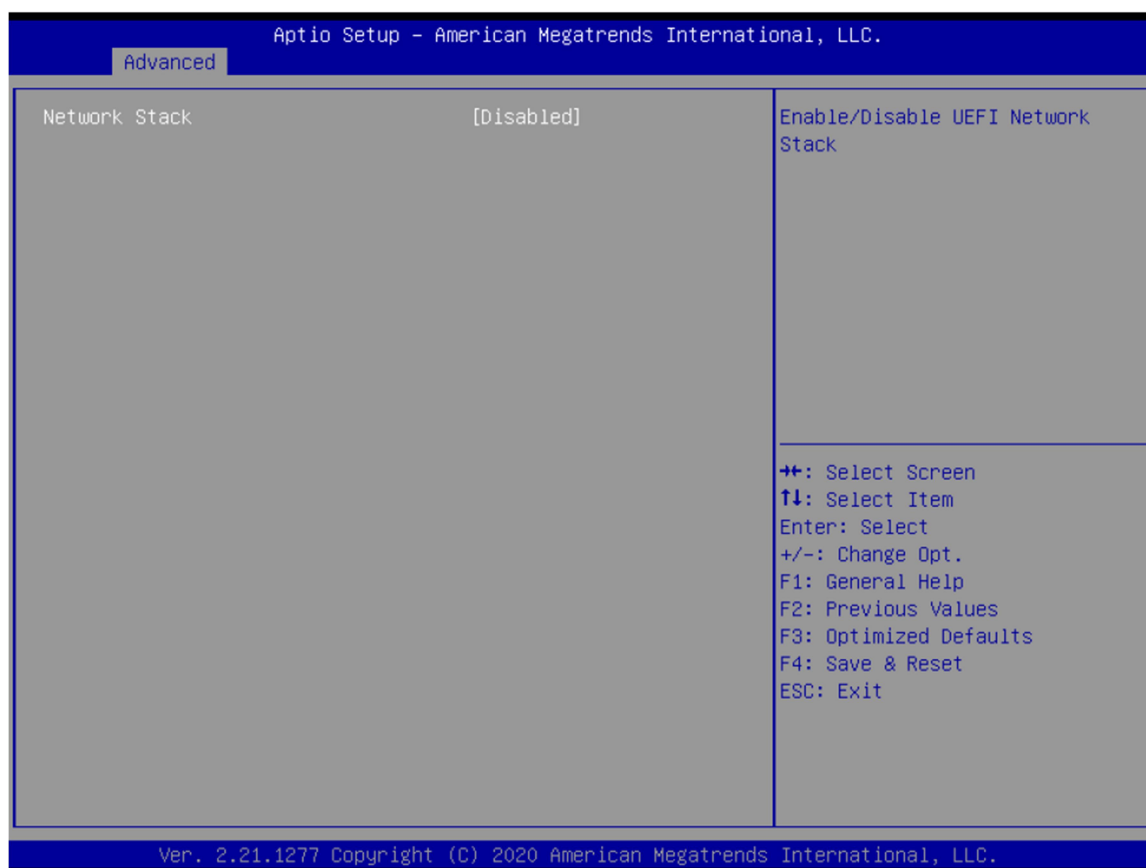 Aptio Setup – American Megatrends International, LLC.
Advanced
Network Stack [Disabled]
Enable/Disable UEFI Network
Stack
→←: Select Screen
↑↓: Select Item
Enter: Select
+/-: Change Opt.
F1: General Help
F2: Previous Values
F3: Optimized Defaults
F4: Save & Reset
ESC: Exit
Ver. 2.21.1277 Copyright (C) 2020 American Megatrends International, LLC.